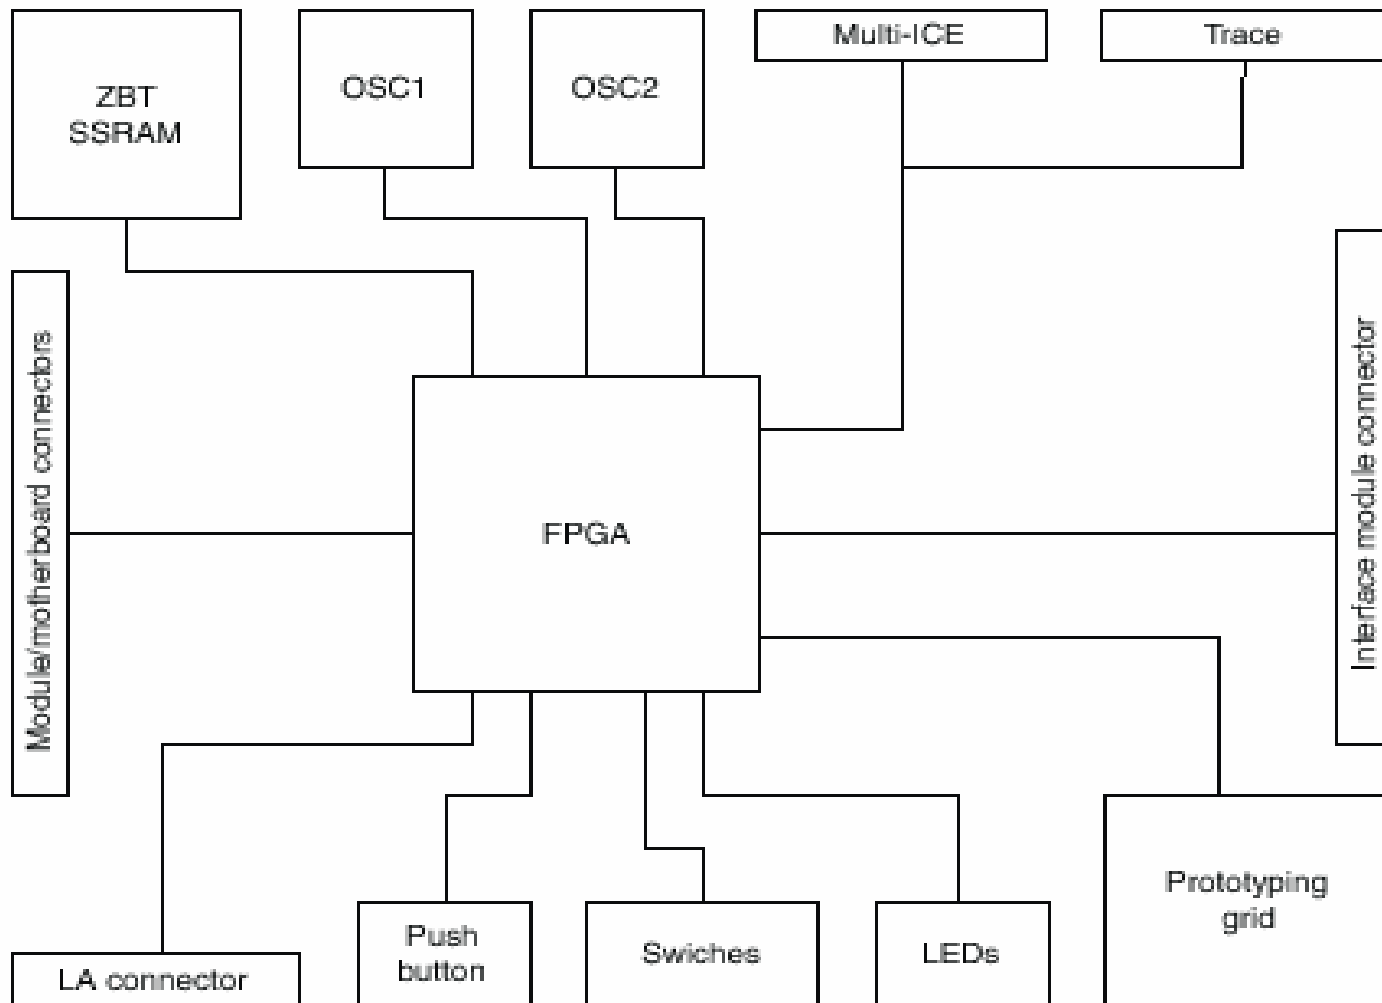 Multi-ICE
Trace
OSC1
OSC2
ZBT
SSRAM
Module/motherboard connectors
Interface module connector
FPGA
Prototyping
grid
Push
button
Swiches
LEDs
LA connector